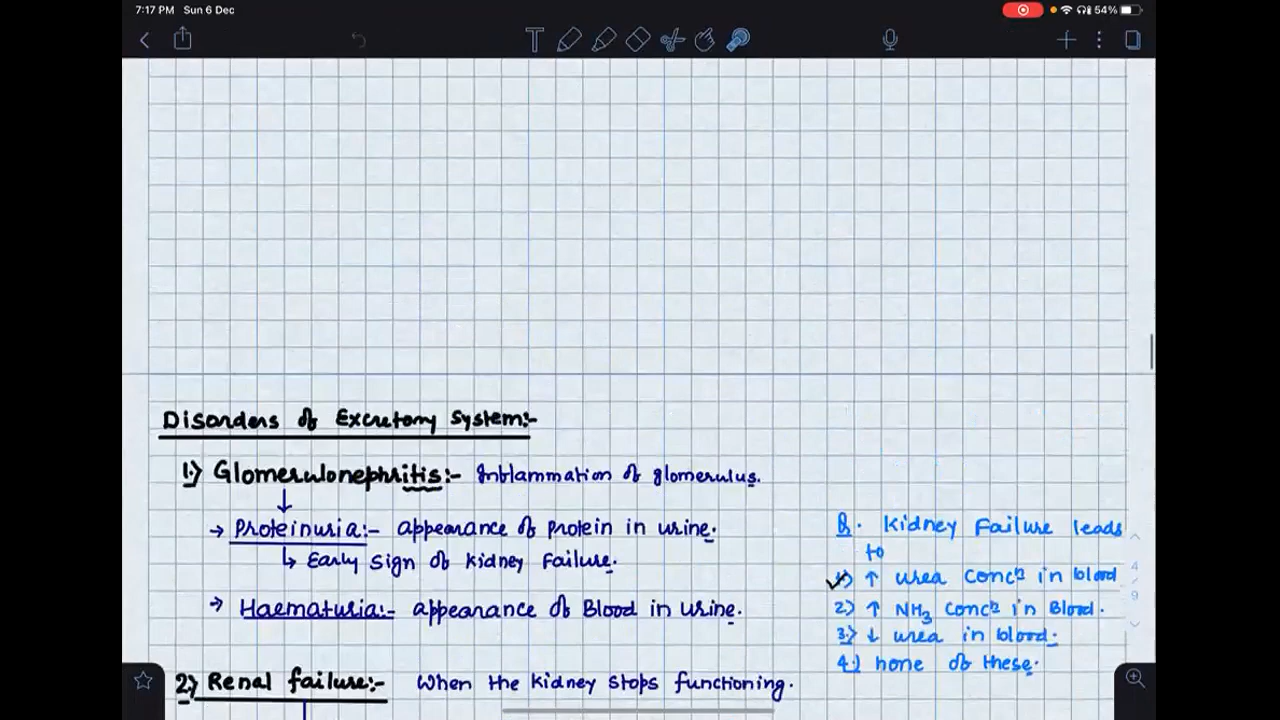 7:17 PM Sun 6 Dec
54%
Disorders of Excretory System:-
1.) Glomerulonephritis:- Inflammation of glomerulus.
→ Proteinuria:- appearance of protein in urine.
↳ Early Sign of Kidney Failure.
→ Haematuria:- appearance of Blood in urine.
2.) Renal failure:- When the kidney stops functioning.
Q. Kidney Failure leads
to
1.) ↑ urea Concⁿ in blood
2.) ↑ NH3 Concⁿ in Blood.
3.) ↓ urea in blood.
4.) none of these.
4
9